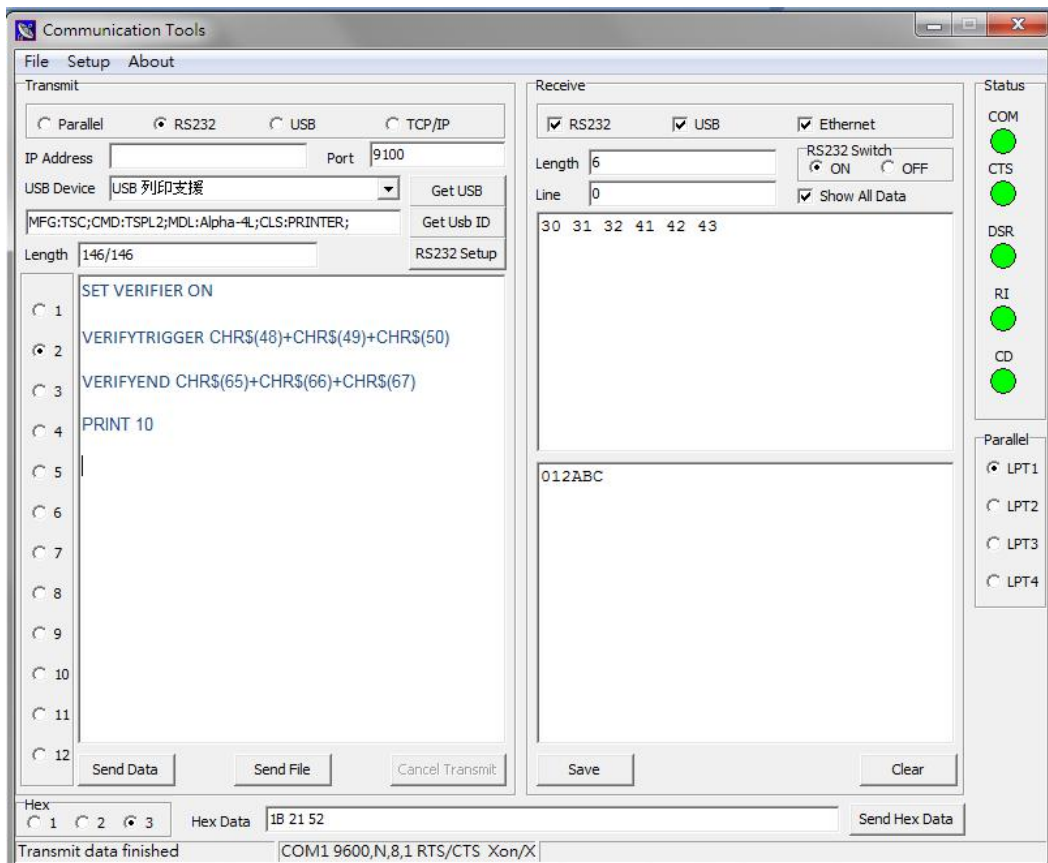 Communication Tools
File Setup About
Transmit
Parallel RS232 USB TCP/IP
IP Address Port 9100
USB Device USB 列印支援 Get USB
MFG:TSC;CMD:TSPL2;MDL:Alpha-4L;CLS:PRINTER; Get Usb ID
Length 146/146 RS232 Setup
1
2
3
4
5
6
7
8
9
10
11
12
SET VERIFIER ON
VERIFYTRIGGER CHR$(48)+CHR$(49)+CHR$(50)
VERIFYEND CHR$(65)+CHR$(66)+CHR$(67)
PRINT 10
Send Data Send File Cancel Transmit
Receive
RS232 USB Ethernet
Length 6
RS232 Switch
ON OFF
Line 0
Show All Data
30 31 32 41 42 43
012ABC
Save Clear
Status
COM
CTS
DSR
RI
CD
Parallel
LPT1
LPT2
LPT3
LPT4
Hex
1 2 3 Hex Data 1B 21 52 Send Hex Data
Transmit data finished COM1 9600,N,8,1 RTS/CTS Xon/X